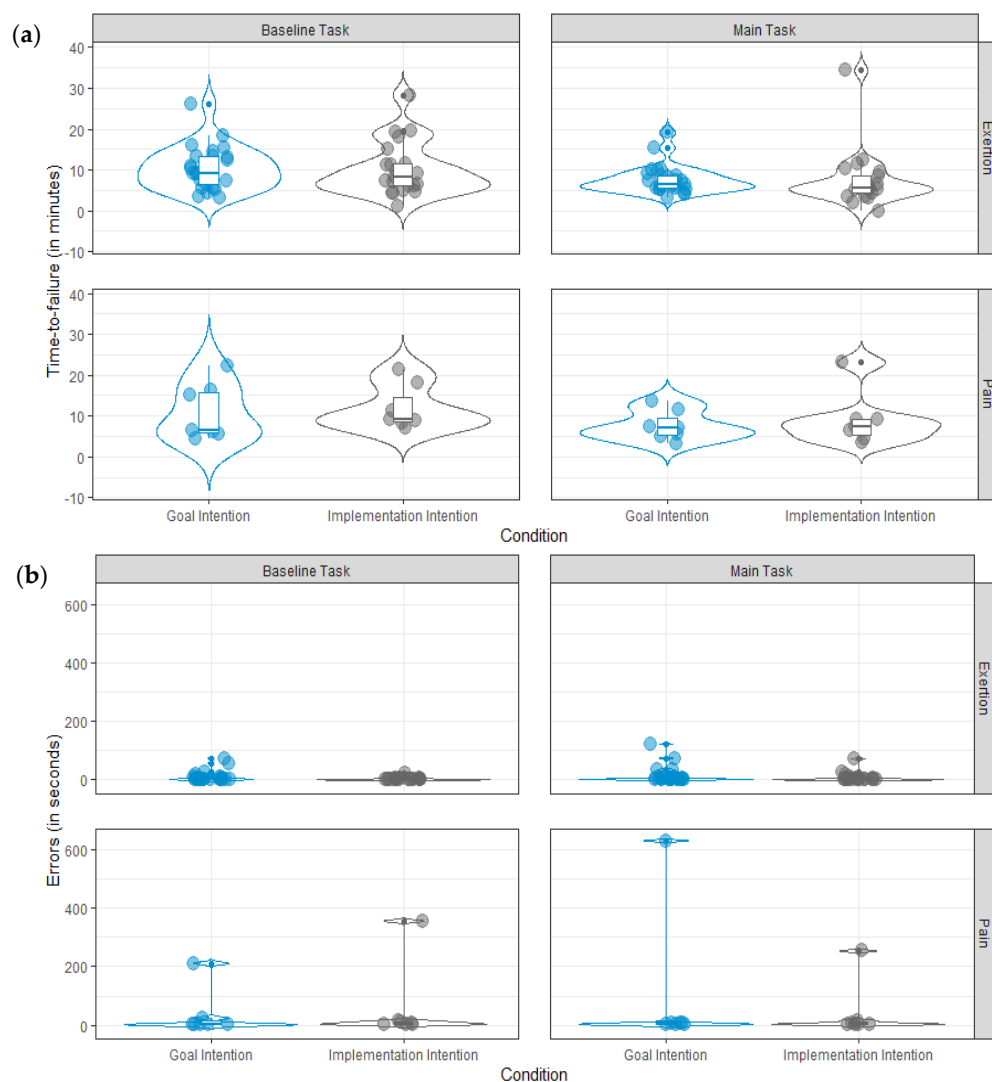 (a)
Baseline Task
Main Task
Time-to-failure (in minutes)
40
30
20
10
0
-10
Exertion
40
30
20
10
0
-10
Pain
Goal Intention
Implementation Intention
Goal Intention
Implementation Intention
Condition
(b)
Baseline Task
Main Task
Errors (in seconds)
600
400
200
0
Exertion
600
400
200
0
Pain
Goal Intention
Implementation Intention
Goal Intention
Implementation Intention
Condition